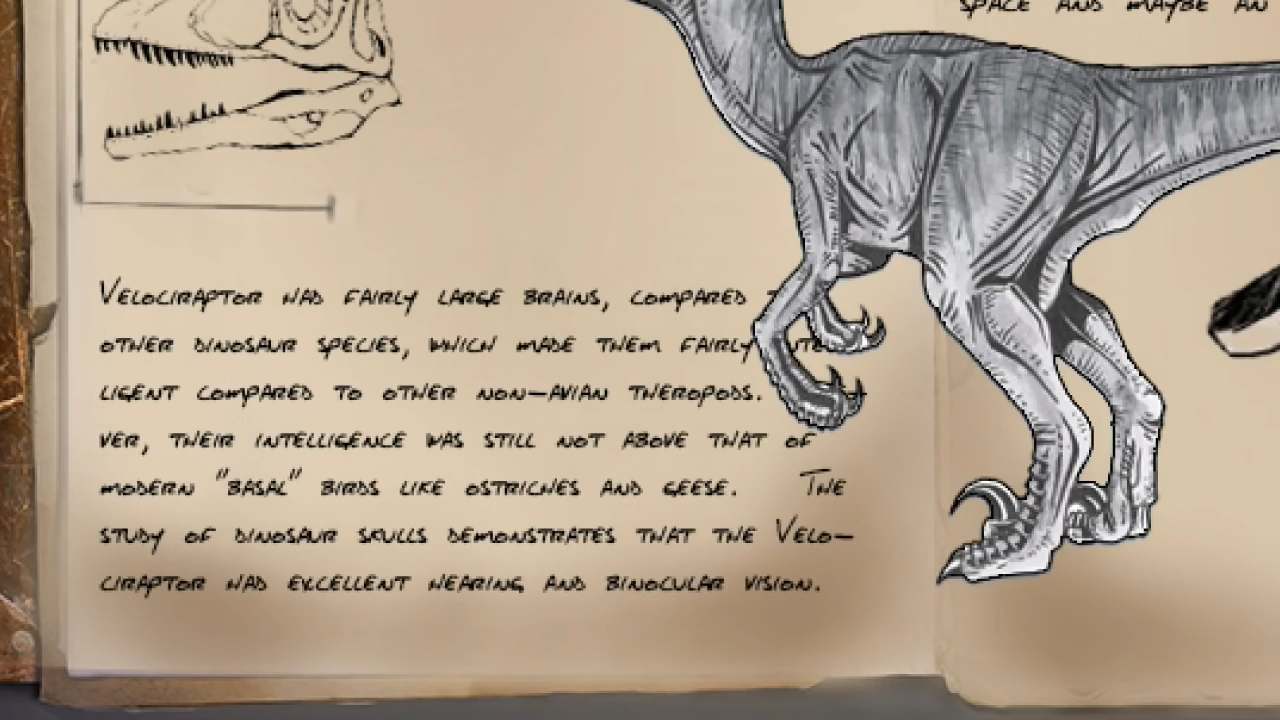 SPACE AND MAYBE AN
VELOCIRAPTOR HAD FAIRLY LARGE BRAINS, COMPARED
OTHER DINOSAUR SPECIES, WHICH MADE THEM FAIRLY
LIGENT COMPARED TO OTHER NON-AVIAN THEROPODS.
VER, THEIR INTELLIGENCE WAS STILL NOT ABOVE THAT OF
MODERN "BASAL" BIRDS LIKE OSTRICHES AND GEESE. THE
STUDY OF DINOSAUR SKULLS DEMONSTRATES THAT THE VELO-
CIRAPTOR HAD EXCELLENT HEARING AND BINOCULAR VISION.